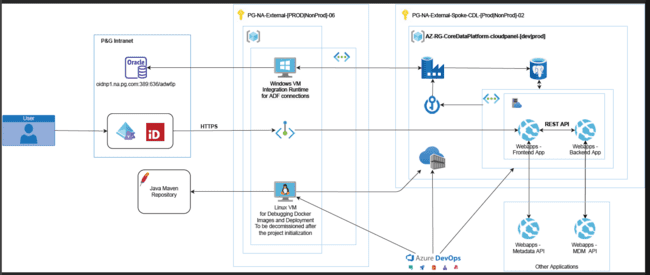 PG-NA-External-[PROD|NonProd]-06
PG-NA-External-Spoke-CDL-[Prod|NonProd]-02
AZ-RG-CoreDataPlatform-cloudpanel-[dev|prod]
P&G Intranet
Oracle
oidnp1.na.pg.com:389:636/adw6p
Windows VM
Integration Runtime
for ADF connections
User
iD
HTTPS
REST API
Webapps -
Frontend App
Webapps -
Backend App
Java Maven
Repository
Linux VM
for Debugging Docker
Images and Deployment
To be decomissioned after
the project initialization
Azure DevOps
Webapps -
Metadata API
Webapps -
MDM API
Other Applications